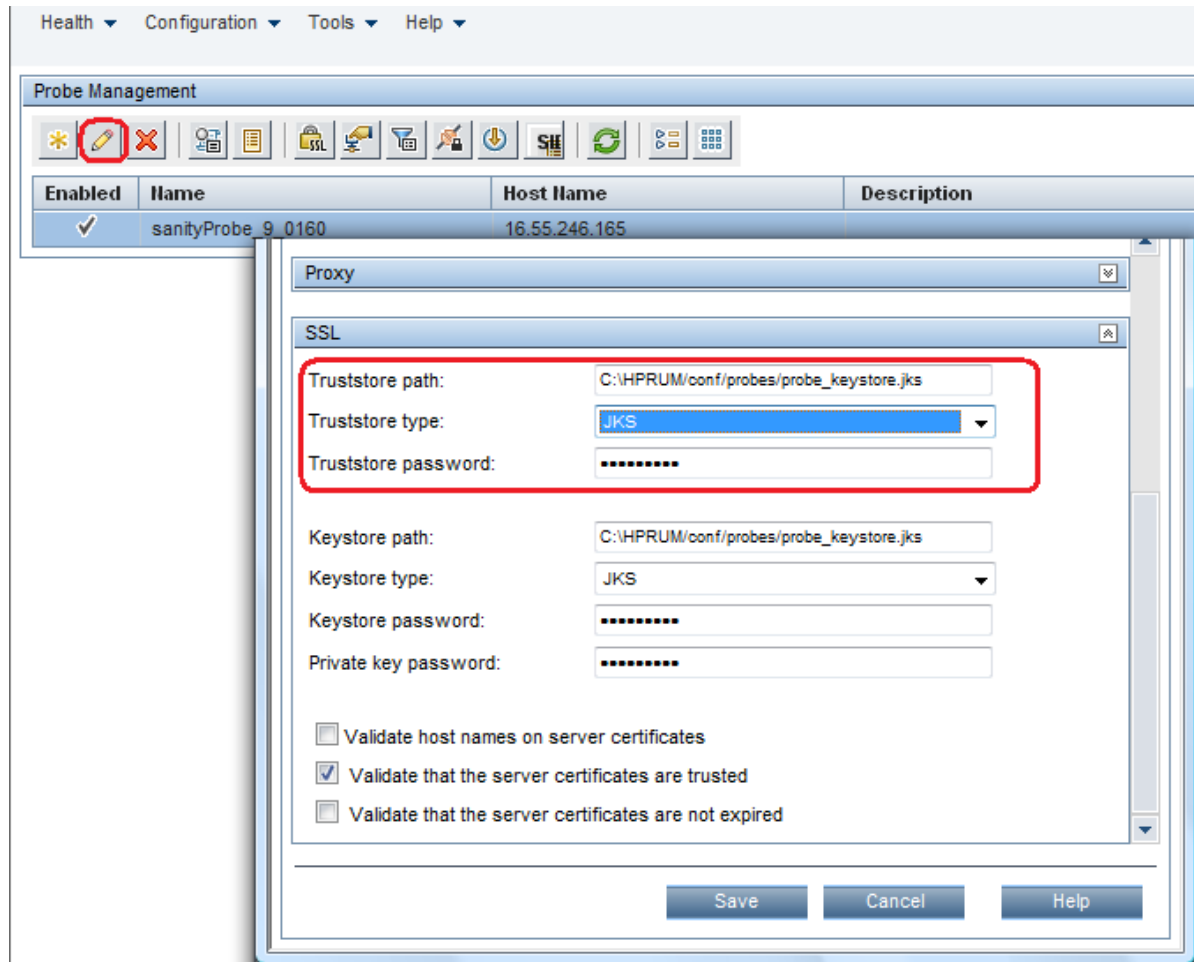 Health Configuration Tools Help
Probe Management
SSL
Enabled Name Host Name Description
sanityProbe_9_0160 16.55.246.165
Proxy
SSL
Truststore path: C:\HPRUM/conf/probes/probe_keystore.jks
Truststore type: JKS
Truststore password: •••••••••
Keystore path: C:\HPRUM/conf/probes/probe_keystore.jks
Keystore type: JKS
Keystore password: •••••••••
Private key password: •••••••••
Validate host names on server certificates
Validate that the server certificates are trusted
Validate that the server certificates are not expired
Save Cancel Help